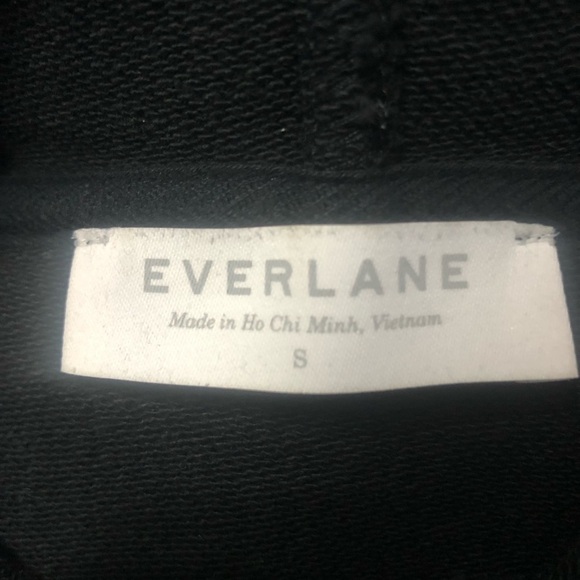 EVERLANE
Made in Ho Chi Minh, Vietnam
S